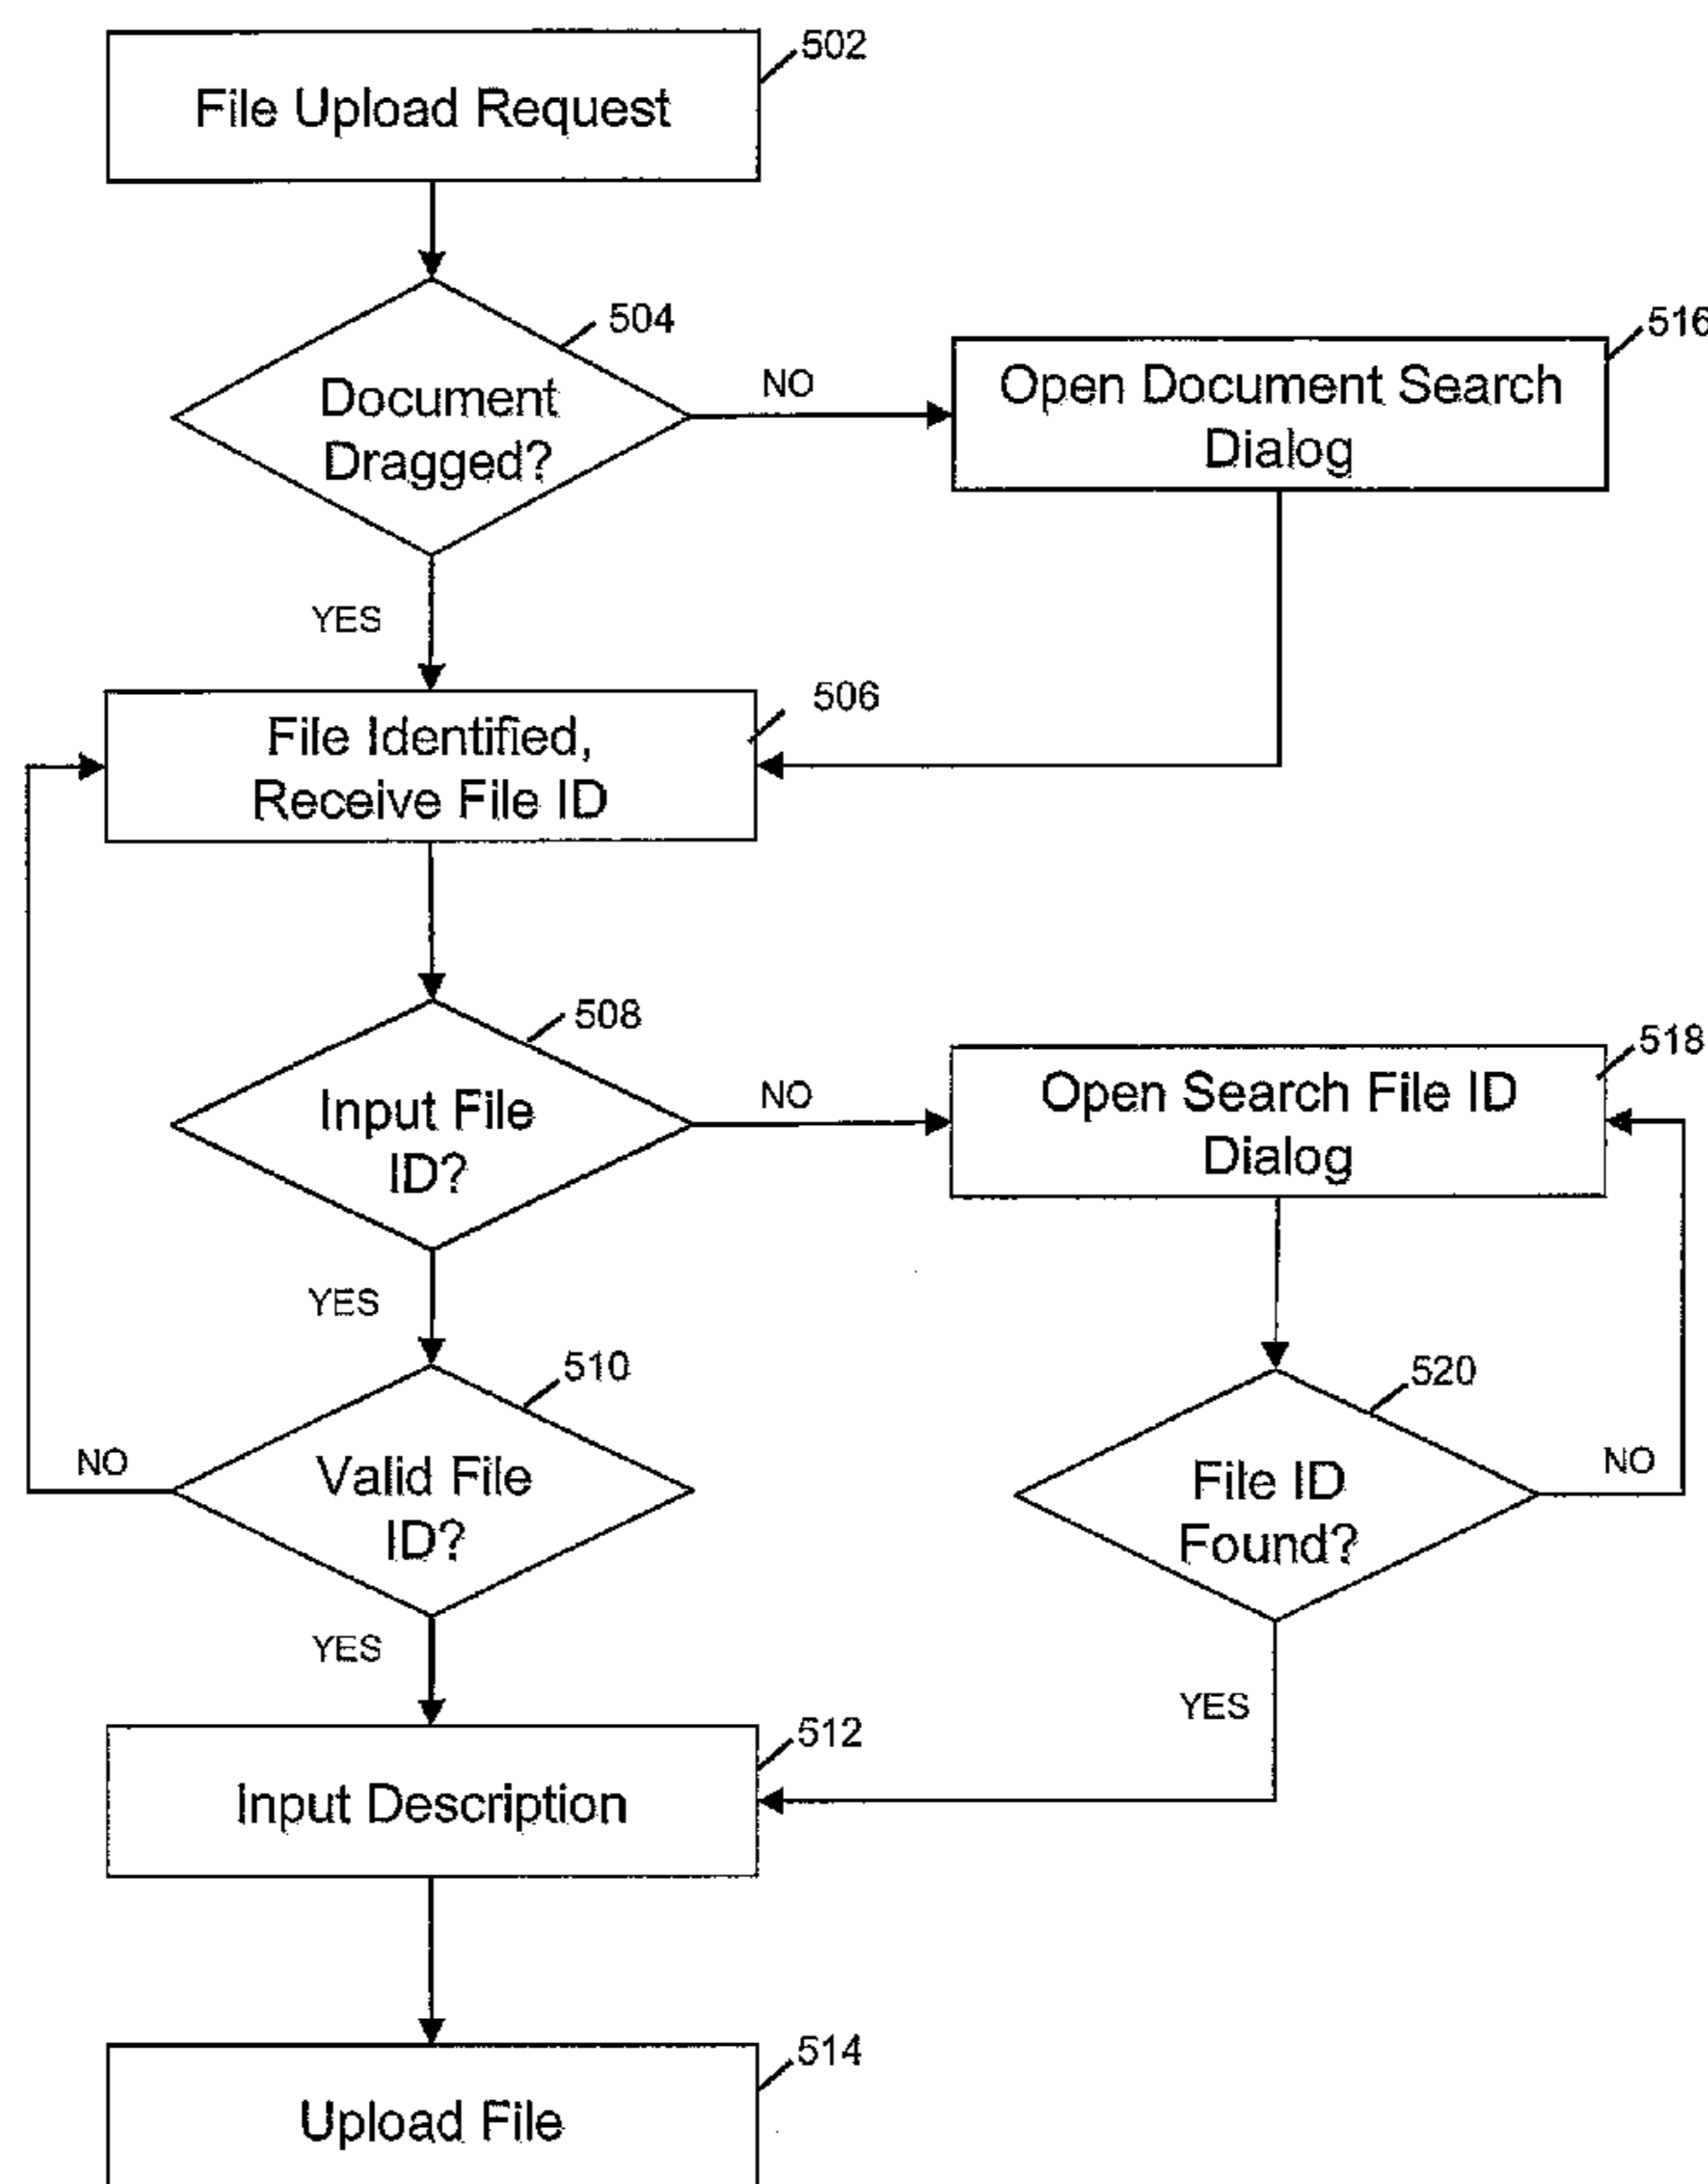 502
File Upload Request
504
Document
Dragged?
NO
516
Open Document Search
Dialog
YES
506
File Identified,
Receive File ID
508
Input File
ID?
NO
518
Open Search File ID
Dialog
YES
510
Valid File
ID?
NO
520
File ID
Found?
NO
YES
YES
512
Input Description
514
Upload File